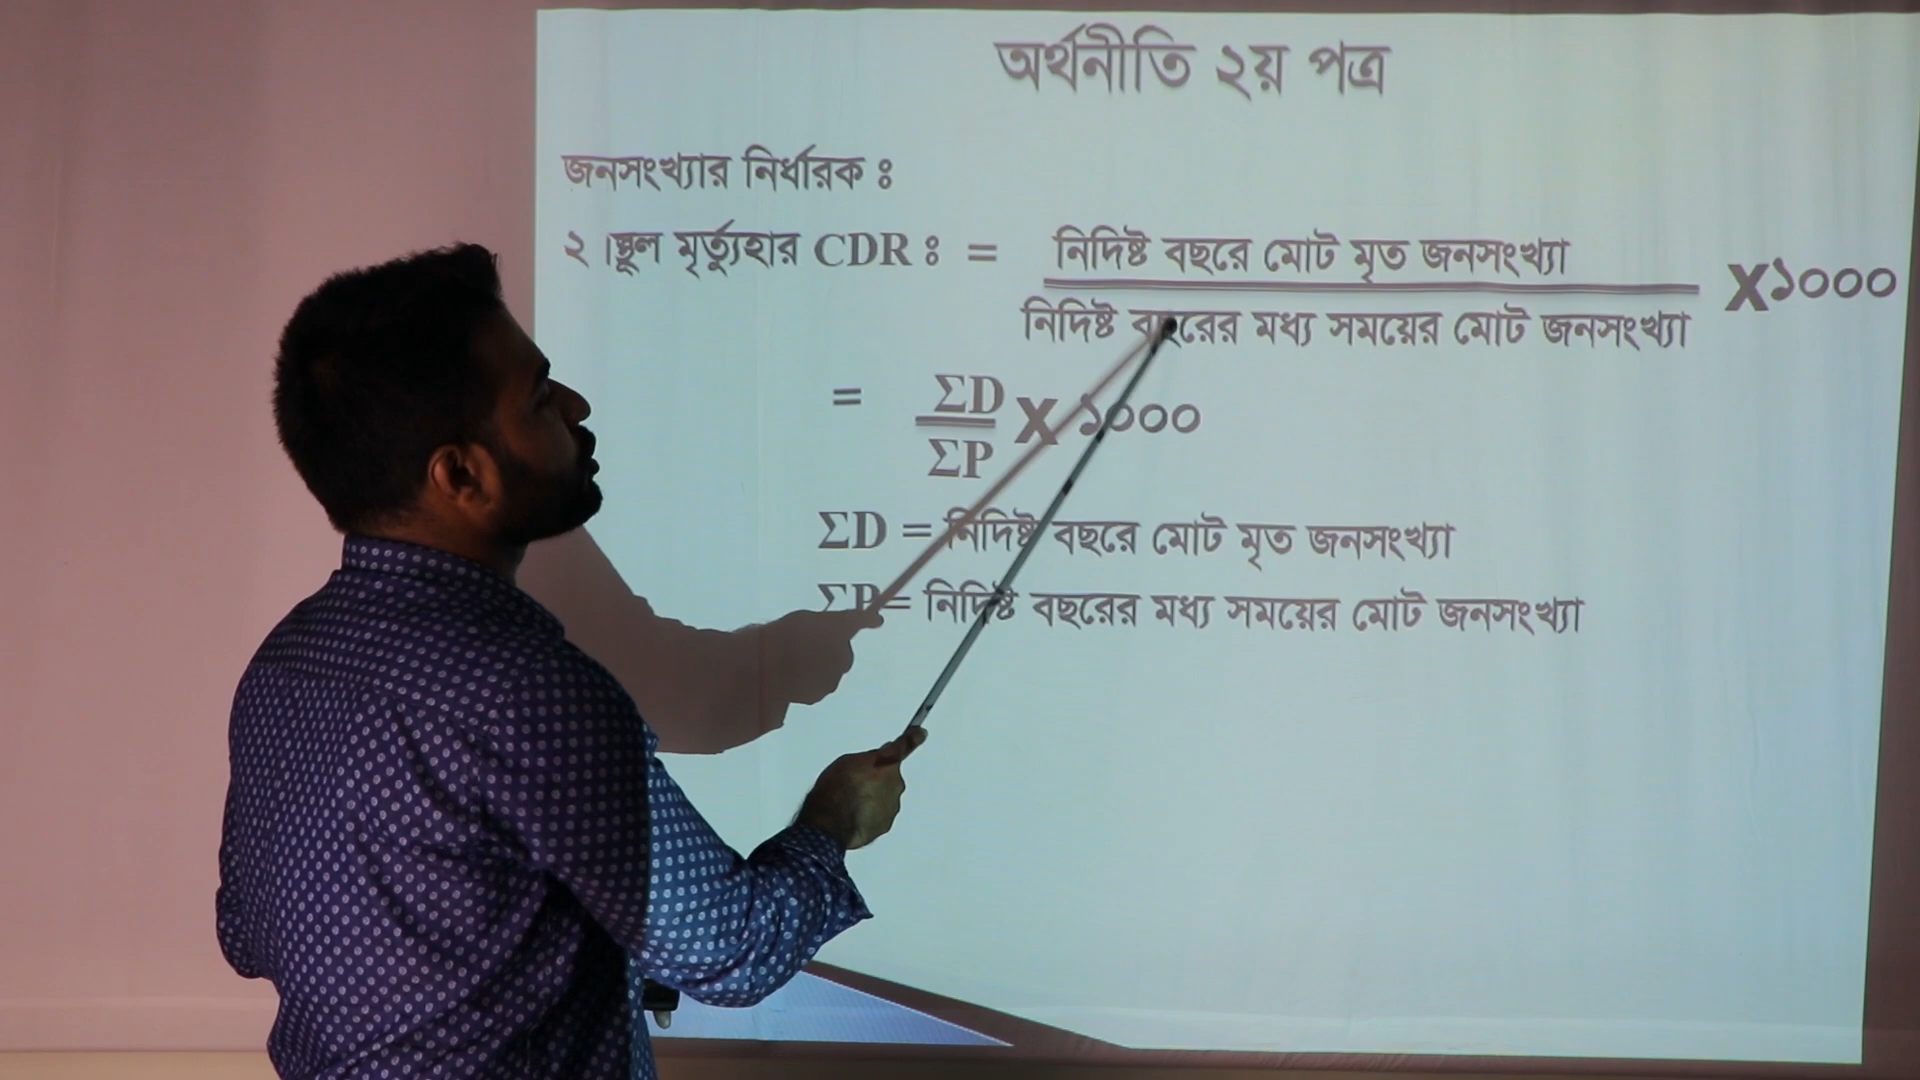 অর্থনীতি ২য় পত্র
জনসংখ্যার নির্ধারক ঃ
২।স্থুল মৃর্ত্যুহার CDR ঃ = নিদিষ্ট বছরে মোট মৃত জনসংখ্যা X১০০০
নিদিষ্ট বছরের মধ্য সময়ের মোট জনসংখ্যা
= ΣD X ১০০০
ΣP
ΣD = নিদিষ্ট বছরে মোট মৃত জনসংখ্যা
ΣP= নিদিষ্ট বছরের মধ্য সময়ের মোট জনসংখ্যা